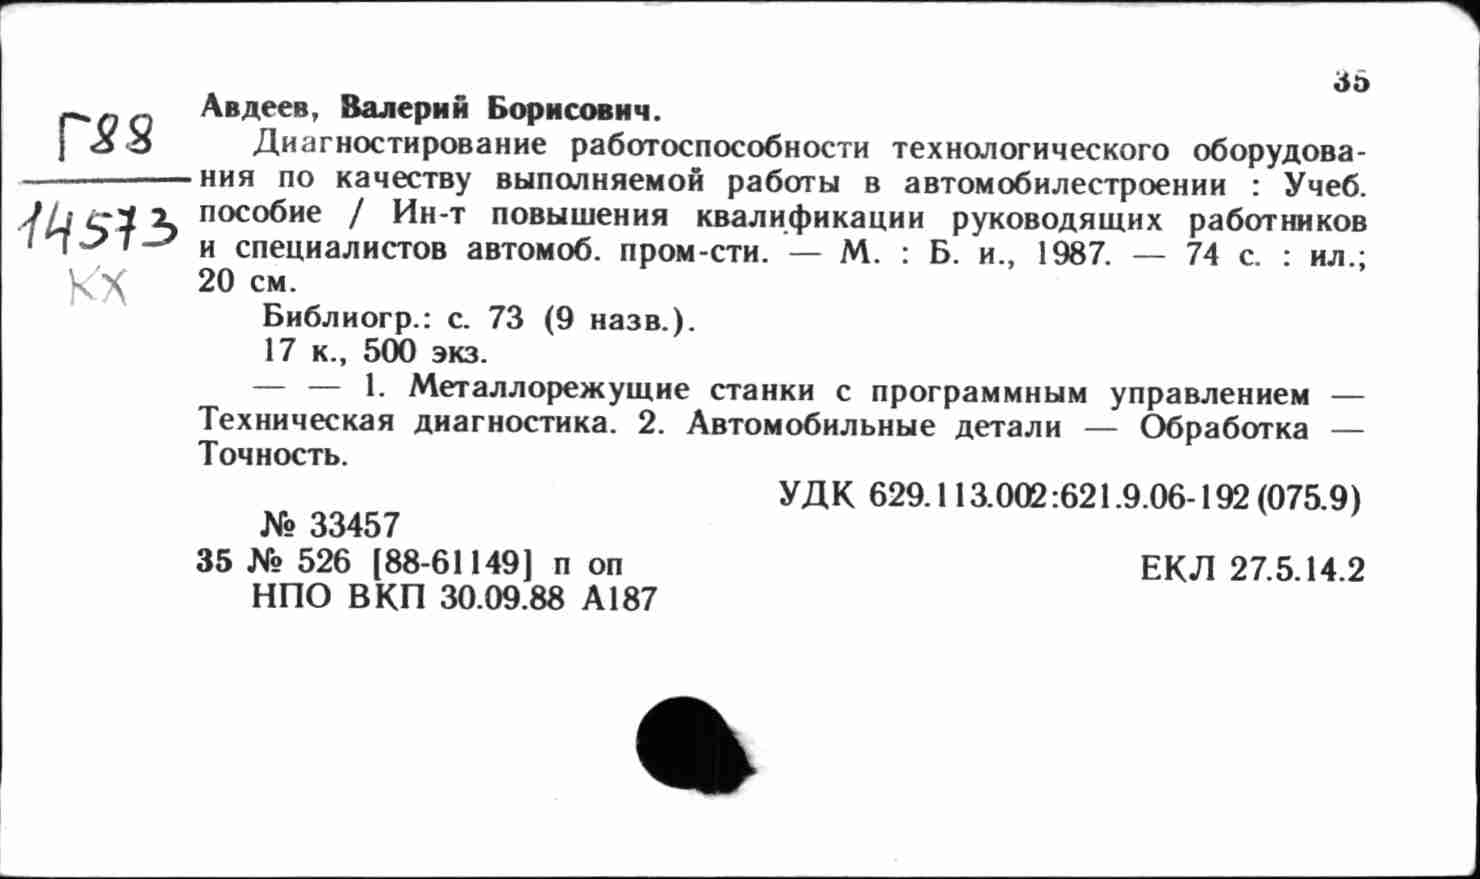 35
Г88
14573
КХ
Авдеев, Валерий Борисович.
Диагностирование работоспособности технологического оборудова-
ния по качеству выполняемой работы в автомобилестроении : Учеб.
пособие / Ин-т повышения квалификации руководящих работников
и специалистов автомоб. пром-сти. — М. : Б. и., 1987. — 74 с. : ил.;
20 см.
Библиогр.: с. 73 (9 назв.).
17 к., 500 экз.
— — 1. Металлорежущие станки с программным управлением —
Техническая диагностика. 2. Автомобильные детали — Обработка —
Точность.
УДК 629.113.002:621.9.06-192(075.9)
№ 33457
35 № 526 [88-61149] п оп
ЕКЛ 27.5.14.2
НПО ВКП 30.09.88 А187